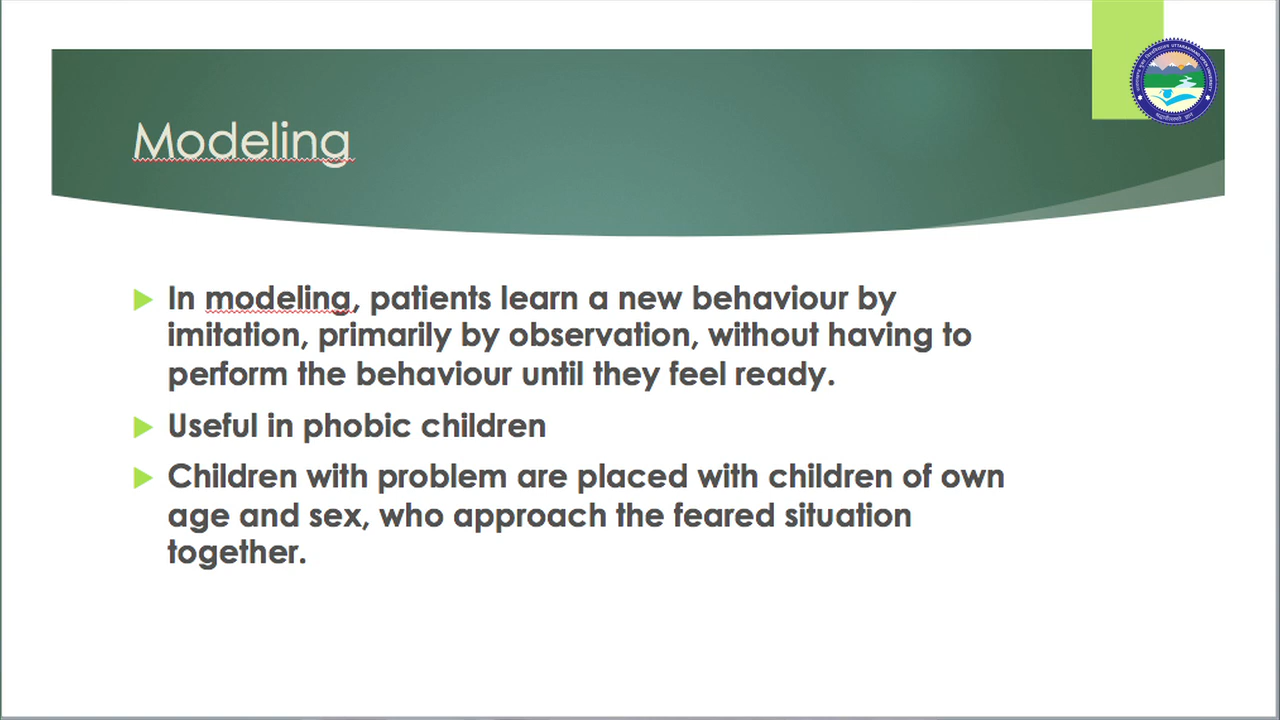 Modeling
In modeling, patients learn a new behaviour by
imitation, primarily by observation, without having to
perform the behaviour until they feel ready.
Useful in phobic children
Children with problem are placed with children of own
age and sex, who approach the feared situation
together.